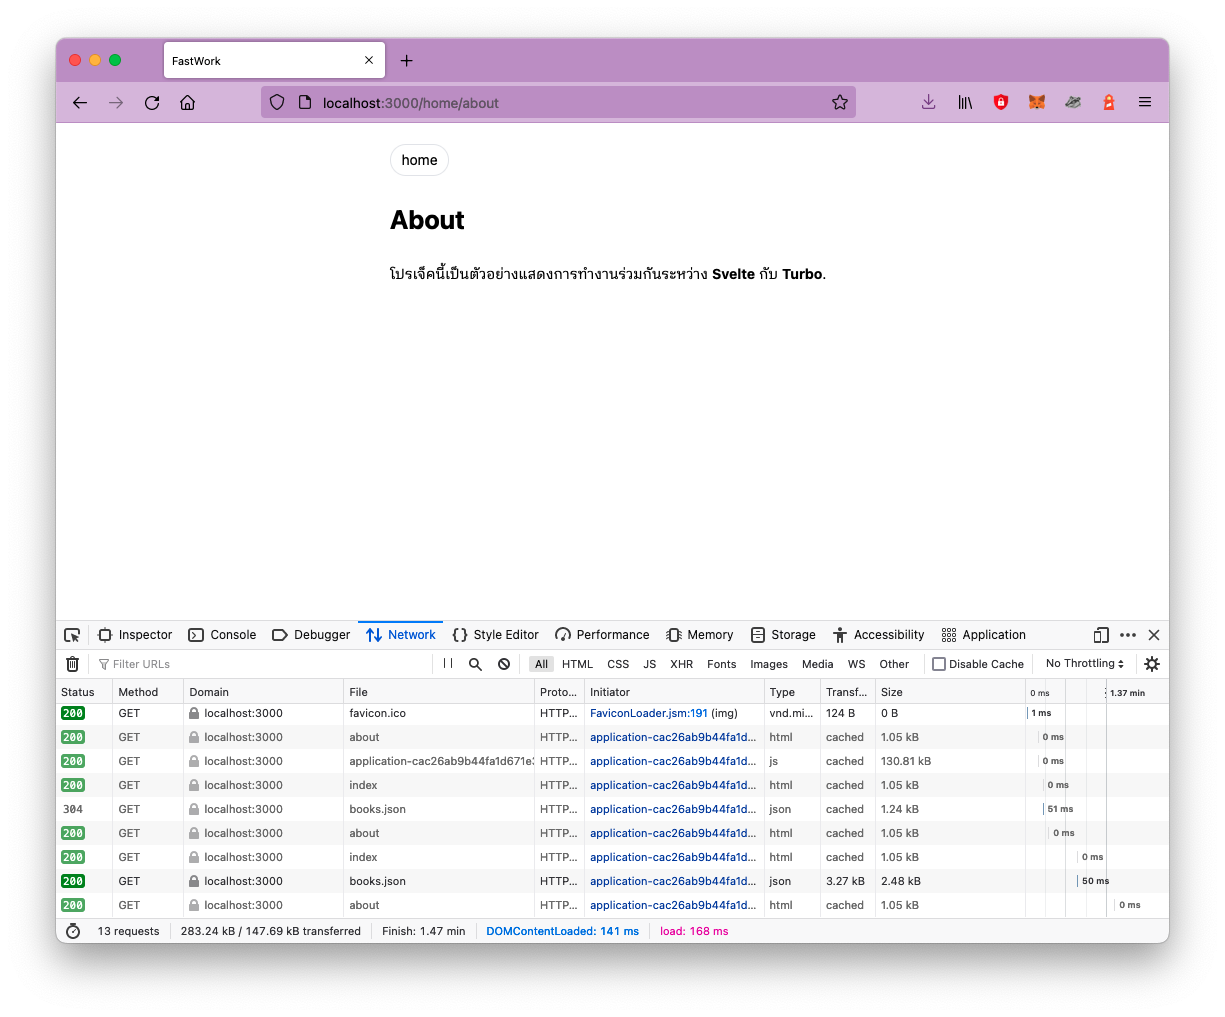 FastWork
localhost:3000/home/about
home
About
โปรเจ็คนี้เป็นตัวอย่างแสดงการทำงานร่วมกันระหว่าง Svelte กับ Turbo.
Inspector Console Debugger Network Style Editor Performance Memory Storage Accessibility Application
Filter URLs All HTML CSS JS XHR Fonts Images Media WS Other Disable Cache No Throttling
Status Method Domain File Proto... Initiator Type Transf... Size 0 ms 1.37 min
200 GET localhost:3000 favicon.ico HTTP... FaviconLoader.jsm:191 (img) vnd.mi... 124 B 0 B 1 ms
200 GET localhost:3000 about HTTP... application-cac26ab9b44fa1d... html cached 1.05 kB 0 ms
200 GET localhost:3000 application-cac26ab9b44fa1d671e3 HTTP... application-cac26ab9b44fa1d... js cached 130.81 kB 0 ms
200 GET localhost:3000 index HTTP... application-cac26ab9b44fa1d... html cached 1.05 kB 0 ms
304 GET localhost:3000 books.json HTTP... application-cac26ab9b44fa1d... json cached 1.24 kB 51 ms
200 GET localhost:3000 about HTTP... application-cac26ab9b44fa1d... html cached 1.05 kB 0 ms
200 GET localhost:3000 index HTTP... application-cac26ab9b44fa1d... html cached 1.05 kB 0 ms
200 GET localhost:3000 books.json HTTP... application-cac26ab9b44fa1d... json 3.27 kB 2.48 kB 50 ms
200 GET localhost:3000 about HTTP... application-cac26ab9b44fa1d... html cached 1.05 kB 0 ms
13 requests 283.24 kB / 147.69 kB transferred Finish: 1.47 min DOMContentLoaded: 141 ms load: 168 ms